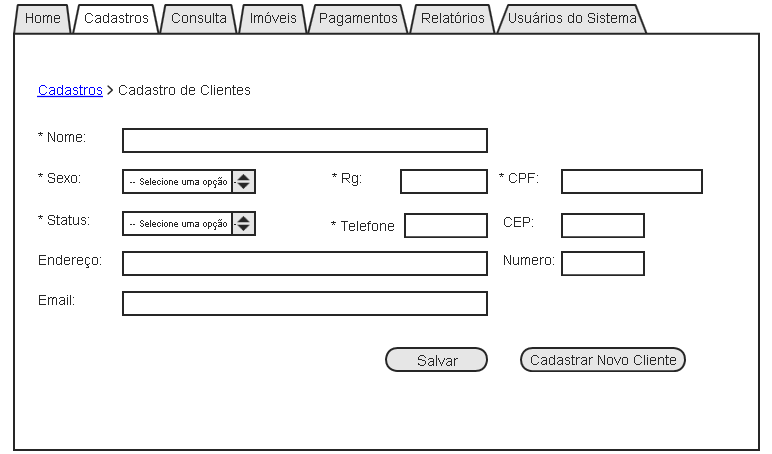 Home Cadastros Consulta Imóveis Pagamentos Relatórios Usuários do Sistema
Cadastros > Cadastro de Clientes
* Nome:
* Sexo: -- Selecione uma opção - * Rg: * CPF:
* Status: -- Selecione uma opção - * Telefone CEP:
Endereço: Numero:
Email:
Salvar Cadastrar Novo Cliente